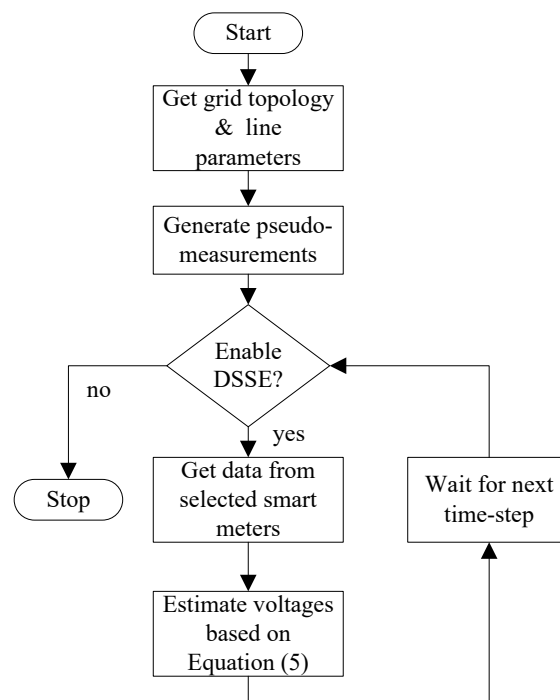 Start
Get grid topology
& line
parameters
Generate pseudo-
measurements
Enable
DSSE?
no
yes
Stop
Get data from
selected smart
meters
Wait for next
time-step
Estimate voltages
based on
Equation (5)